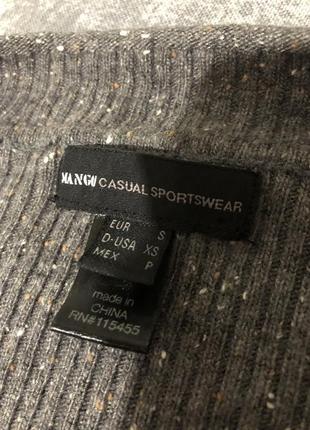 MANGO CASUAL SPORTSWEAR
EUR S
D-USA XS
MEX P
made in
CHINA
RN#115455